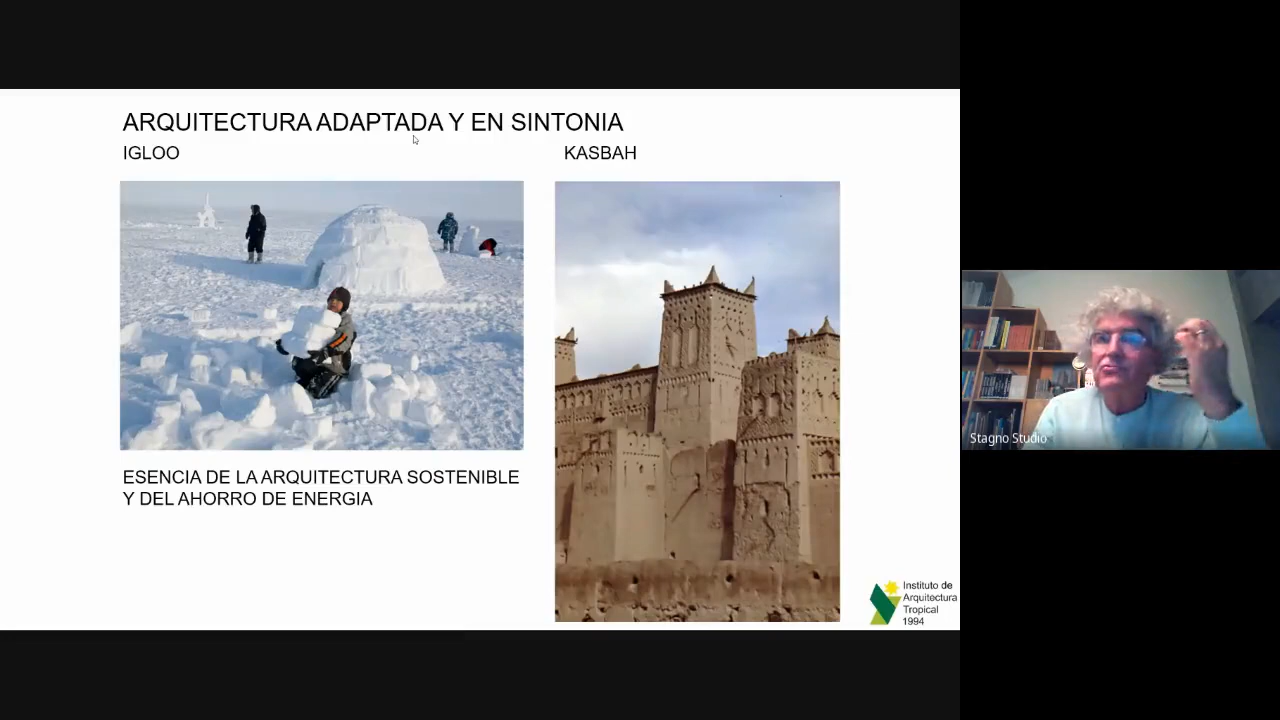 ARQUITECTURA ADAPTADA Y EN SINTONIA
IGLOO
KASBAH
ESENCIA DE LA ARQUITECTURA SOSTENIBLE
Y DEL AHORRO DE ENERGIA
Instituto de
Arquitectura
Tropical
1994
Stagno Studio